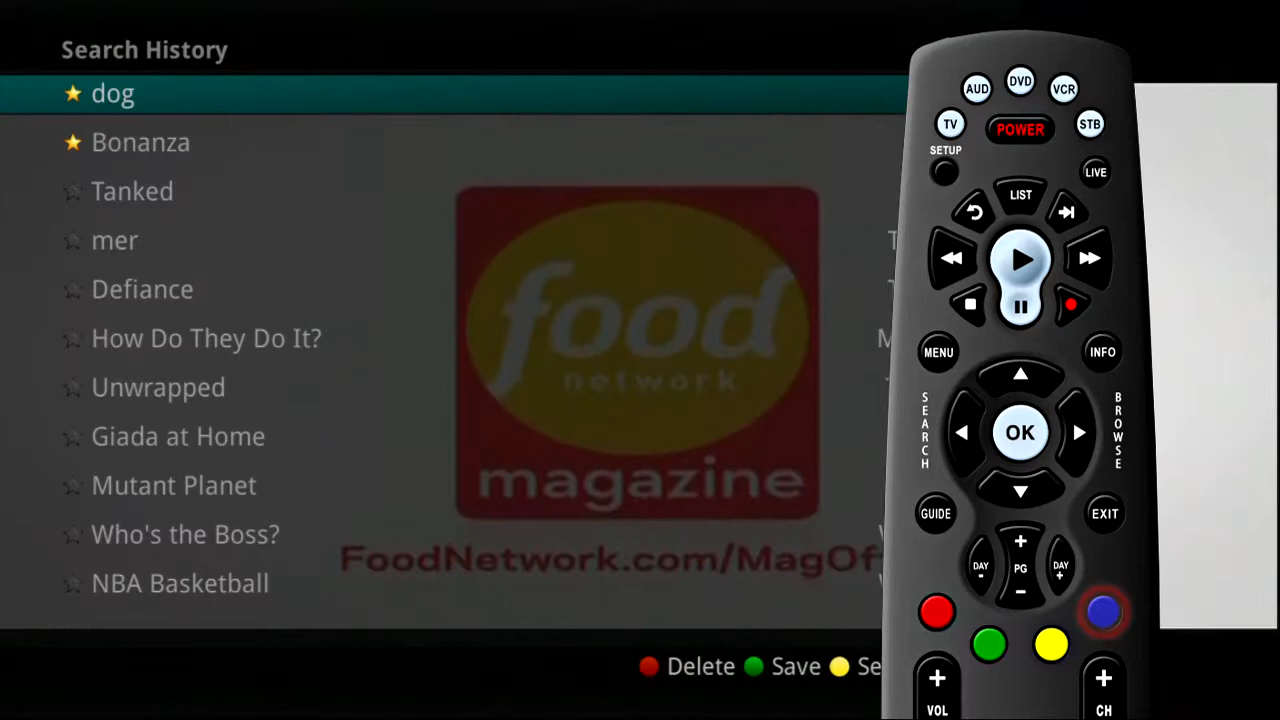 Search History
dog
Bonanza
Tanked
mer
Defiance
How Do They Do It?
Unwrapped
Giada at Home
Mutant Planet
Who's the Boss?
NBA Basketball
food
network
magazine
FoodNetwork.com/MagOf
Delete
Save
AUD
DVD
VCR
TV
POWER
STB
SETUP
LIVE
LIST
MENU
INFO
SEARCH
OK
BROWSE
GUIDE
EXIT
+
DAY
-
PG
DAY
+
-
+
VOL
+
CH